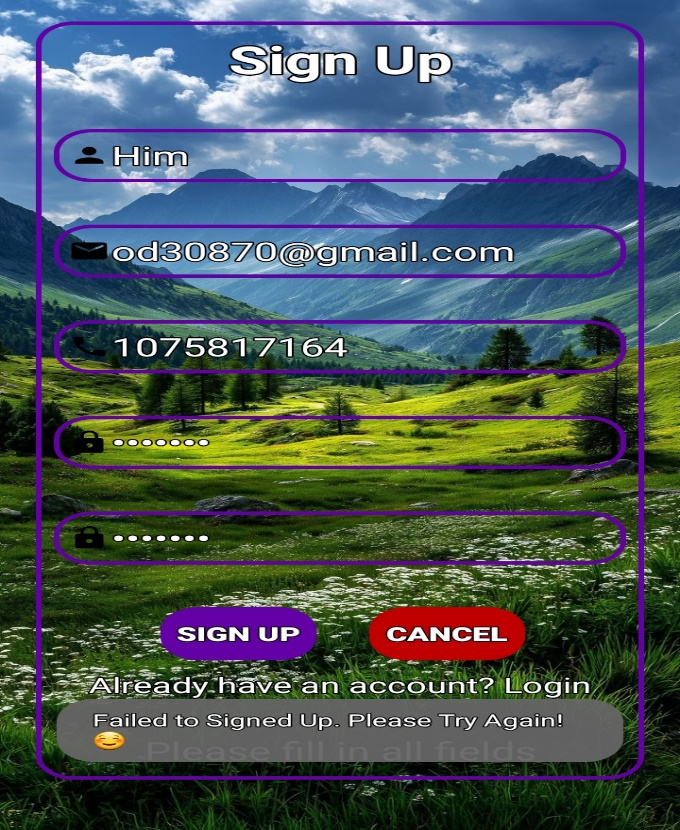 Sign Up
Him
od30870@gmail.com
1075817164
•••••••
•••••••
SIGN UP CANCEL
Already have an account? Login
Failed to Signed Up. Please Try Again!
😊
Please fill in all fields